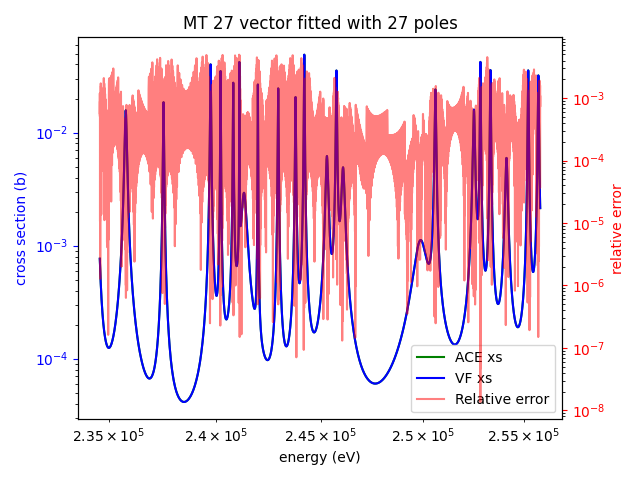 MT 27 vector fitted with 27 poles
cross section (b)
10⁻²
10⁻³
10⁻⁴
10⁻³
10⁻⁴
10⁻⁵
10⁻⁶
10⁻⁷
10⁻⁸
relative error
ACE xs
VF xs
Relative error
2.35 × 10⁵ 2.4 × 10⁵ 2.45 × 10⁵ 2.5 × 10⁵ 2.55 × 10⁵
energy (eV)